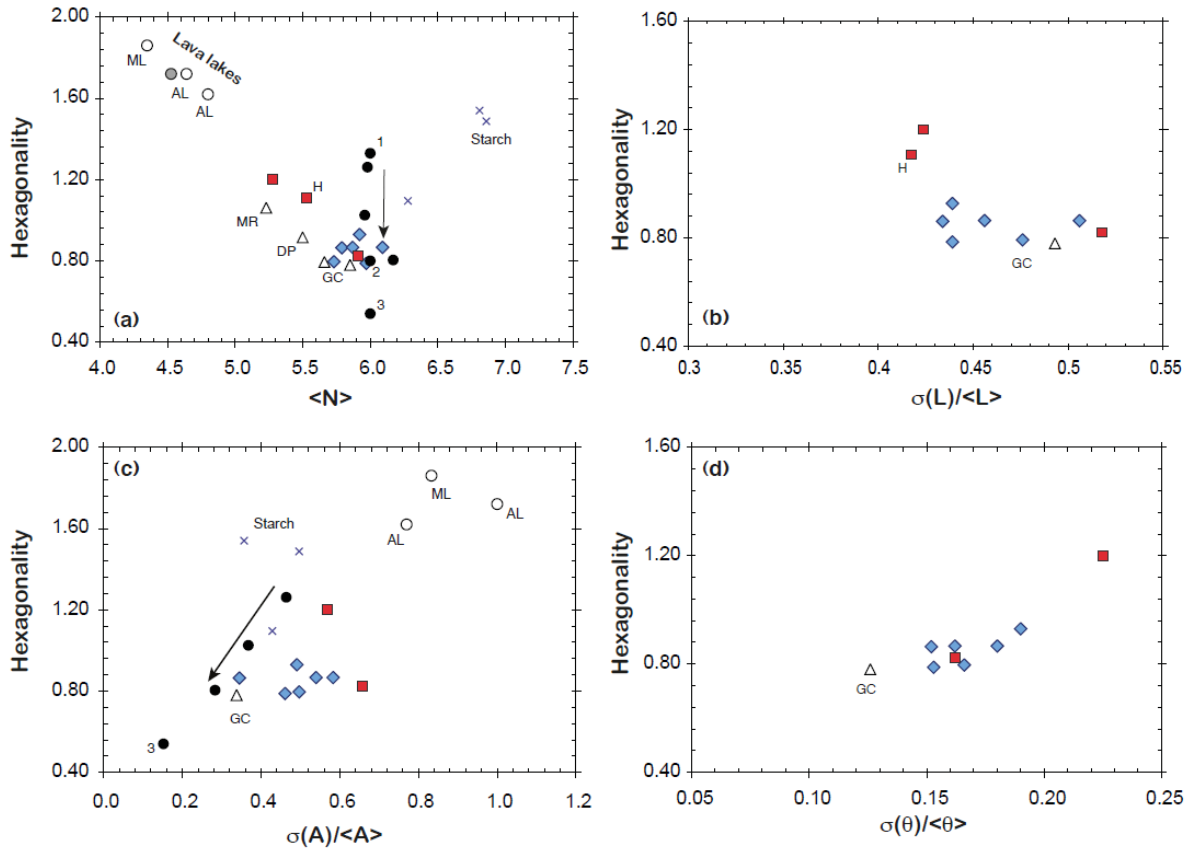 2.00
1.60
1.20
0.80
0.40
Hexagonality
ML
Lava lakes
AL
AL
Starch
1
H
MR
DP
GC
2
3
(a)
4.0 4.5 5.0 5.5 6.0 6.5 7.0 7.5
<N>
1.60
1.20
0.80
0.40
Hexagonality
H
GC
(b)
0.3 0.4 0.45 0.5 0.55
σ(L)/<L>
2.00
1.60
1.20
0.80
0.40
Hexagonality
(c)
ML
AL
AL
Starch
GC
3
0.0 0.2 0.4 0.6 0.8 1.0 1.2
σ(A)/<A>
1.60
1.20
0.80
0.40
Hexagonality
(d)
GC
0.05 0.10 0.15 0.20 0.25
σ(θ)/<θ>